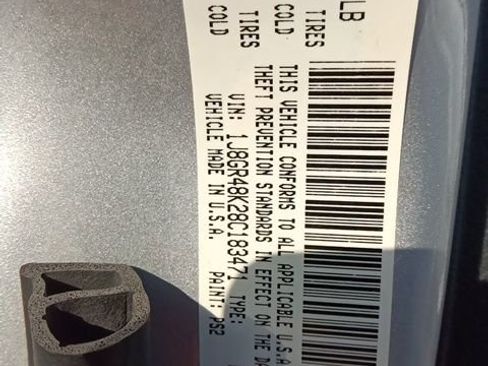 LB
TIRES COLD
TIRES COLD
THIS VEHICLE CONFORMS TO ALL APPLICABLE U.S.A
THEFT PREVENTION STANDARDS IN EFFECT ON THE DA
VIN: 1J8GR48K28C183471 TYPE:
VEHICLE MADE IN U.S.A. PAINT: PS2